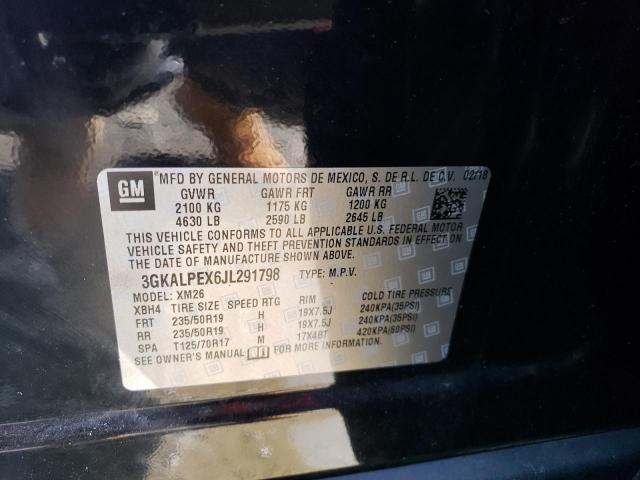 GM
MFD BY GENERAL MOTORS DE MEXICO, S. DE R.L. DE C.V. 02/18
GVWR GAWR FRT GAWR RR
2100 KG 1175 KG 1200 KG
4630 LB 2590 LB 2645 LB
THIS VEHICLE CONFORMS TO ALL APPLICABLE U.S. FEDERAL MOTOR
VEHICLE SAFETY AND THEFT PREVENTION STANDARDS IN EFFECT ON
THE DATE OF MANUFACTURE SHOWN ABOVE.
3GKALPEX6JL291798 TYPE: M.P.V.
MODEL: XM26
XBH4 TIRE SIZE SPEED RTG RIM COLD TIRE PRESSURE
FRT 235/50R19 H 19X7.5J 240KPA(35PSI)
RR 235/50R19 H 19X7.5J 240KPA(35PSI)
SPA T125/70R17 M 17X4BT 420KPA(60PSI)
SEE OWNER'S MANUAL FOR MORE INFORMATION.